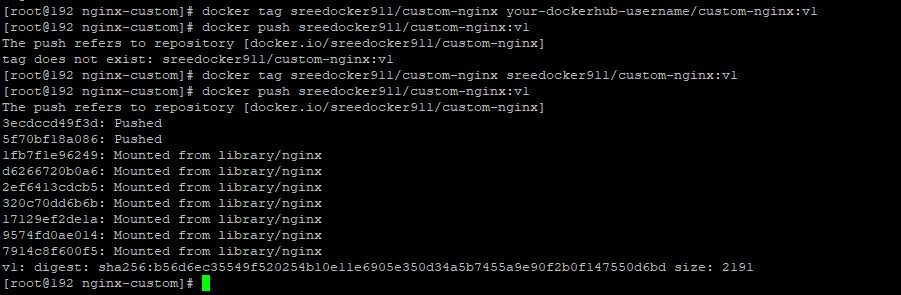 [root@192 nginx-custom]# docker tag sreedocker911/custom-nginx your-dockerhub-username/custom-nginx:v1
[root@192 nginx-custom]# docker push sreedocker911/custom-nginx:v1
The push refers to repository [docker.io/sreedocker911/custom-nginx]
tag does not exist: sreedocker911/custom-nginx:v1
[root@192 nginx-custom]# docker tag sreedocker911/custom-nginx sreedocker911/custom-nginx:v1
[root@192 nginx-custom]# docker push sreedocker911/custom-nginx:v1
The push refers to repository [docker.io/sreedocker911/custom-nginx]
3ecdccd49f3d: Pushed
5f70bf18a086: Pushed
1fb7f1e96249: Mounted from library/nginx
d6266720b0a6: Mounted from library/nginx
2ef6413cdcb5: Mounted from library/nginx
320c70dd6b6b: Mounted from library/nginx
17129ef2de1a: Mounted from library/nginx
9574fd0ae014: Mounted from library/nginx
7914c8f600f5: Mounted from library/nginx
v1: digest: sha256:b56d6ec35549f520254b10e11e6905e350d34a5b7455a9e90f2b0f147550d6bd size: 2191
[root@192 nginx-custom]#